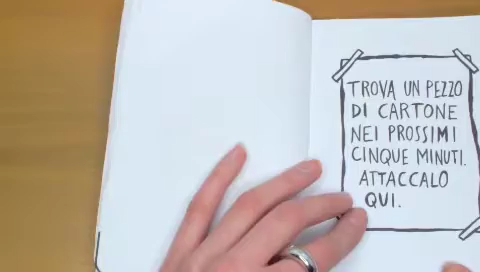 TROVA UN PEZZO
DI CARTONE
NEI PROSSIMI
CINQUE MINUTI.
ATTACCALO
QUI.